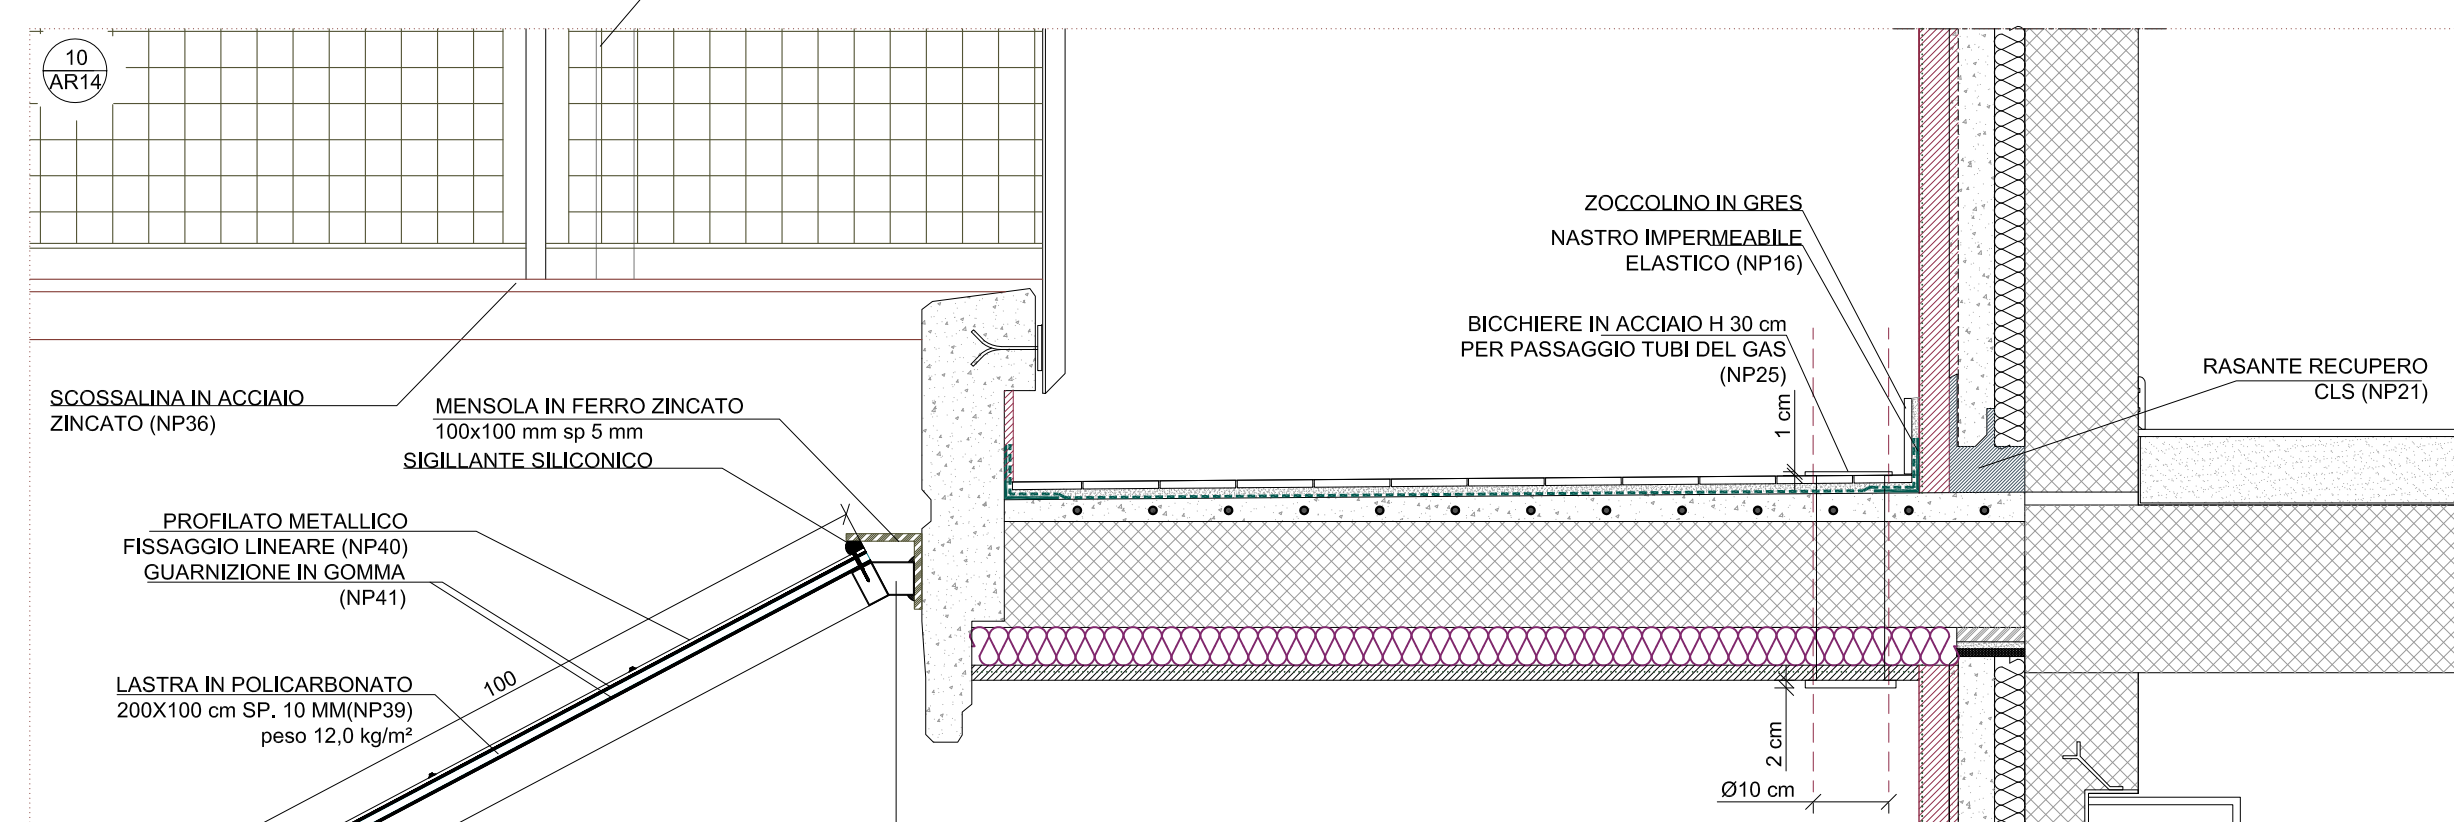 10
AR14
ZOCCOLINO IN GRES
NASTRO IMPERMEABILE
ELASTICO (NP16)
BICCHIERE IN ACCIAIO H 30 cm
PER PASSAGGIO TUBI DEL GAS
(NP25)
1 cm
RASANTE RECUPERO
CLS (NP21)
SCOSSALINA IN ACCIAIO
ZINCATO (NP36)
MENSOLA IN FERRO ZINCATO
100x100 mm sp 5 mm
SIGILLANTE SILICONICO
PROFILATO METALLICO
FISSAGGIO LINEARE (NP40)
GUARNIZIONE IN GOMMA
(NP41)
LASTRA IN POLICARBONATO
200X100 cm SP. 10 MM(NP39)
peso 12,0 kg/m²
100
2 cm
Ø10 cm